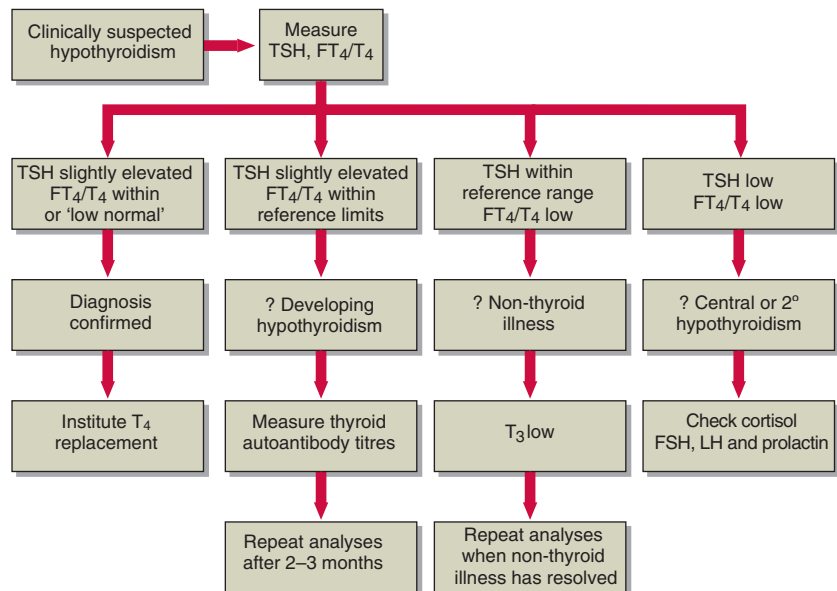 Clinically suspected
hypothyroidism
Measure
TSH, FT4/T4
TSH slightly elevated
FT4/T4 within
or ‘low normal’
TSH slightly elevated
FT4/T4 within
reference limits
TSH within
reference range
FT4/T4 low
TSH low
FT4/T4 low
Diagnosis
confirmed
? Developing
hypothyroidism
? Non-thyroid
illness
? Central or 2º
hypothyroidism
Institute T4
replacement
Measure thyroid
autoantibody titres
T3 low
Check cortisol
FSH, LH and prolactin
Repeat analyses
after 2–3 months
Repeat analyses
when non-thyroid
illness has resolved